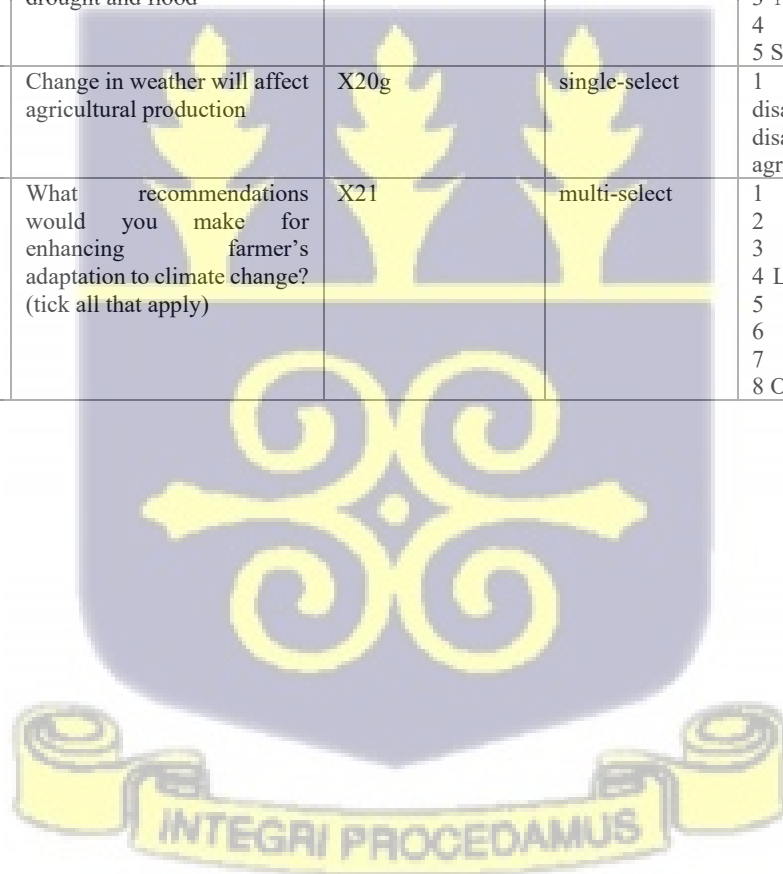 drought and flood
4
5 S
Change in weather will affect X20g single-select 1
agricultural production
disa
disa
agr
What recommendations X21 multi-select 1
would you make for 2
enhancing farmer's 3
adaptation to climate change? 4 L
(tick all that apply) 5
6
7
8 O
INTEGRI PROCEDAMUS